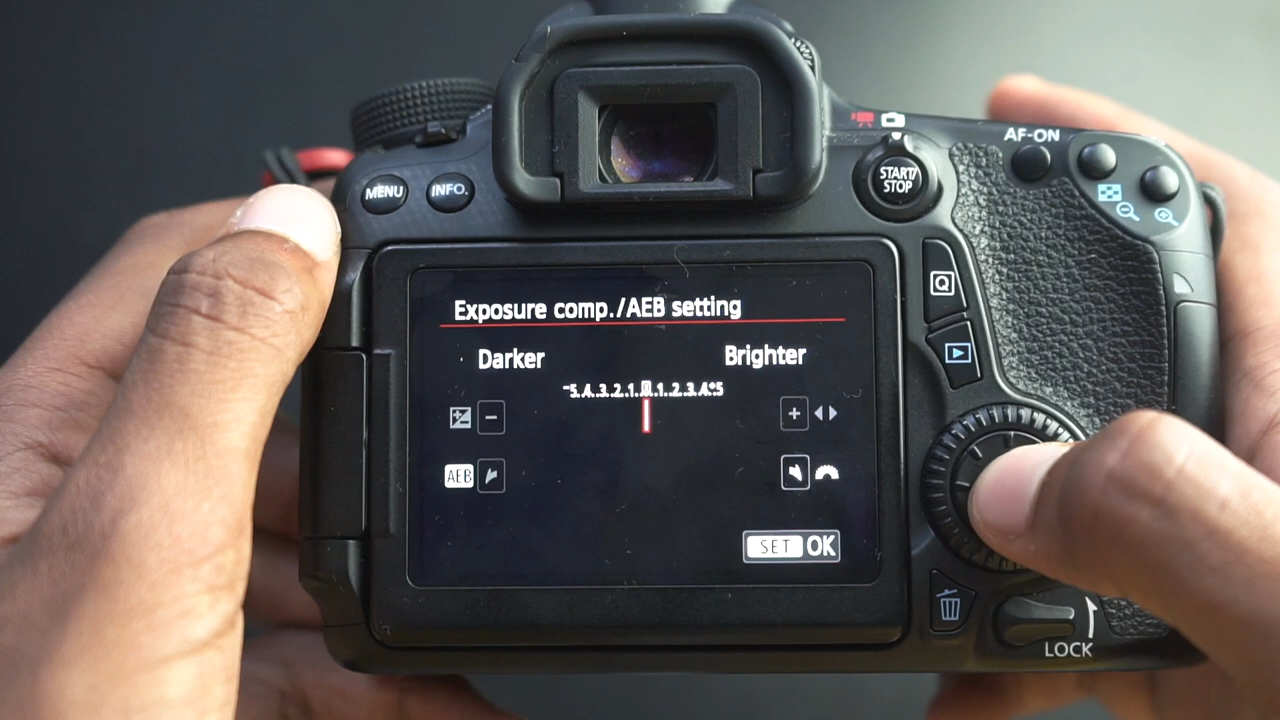 AF-ON
MENU INFO.
START/
STOP
Q
Exposure comp./AEB setting
Darker Brighter
-5..4..3..2..1..0..1..2..3..4..+5
− +
AEB
SET OK
LOCK